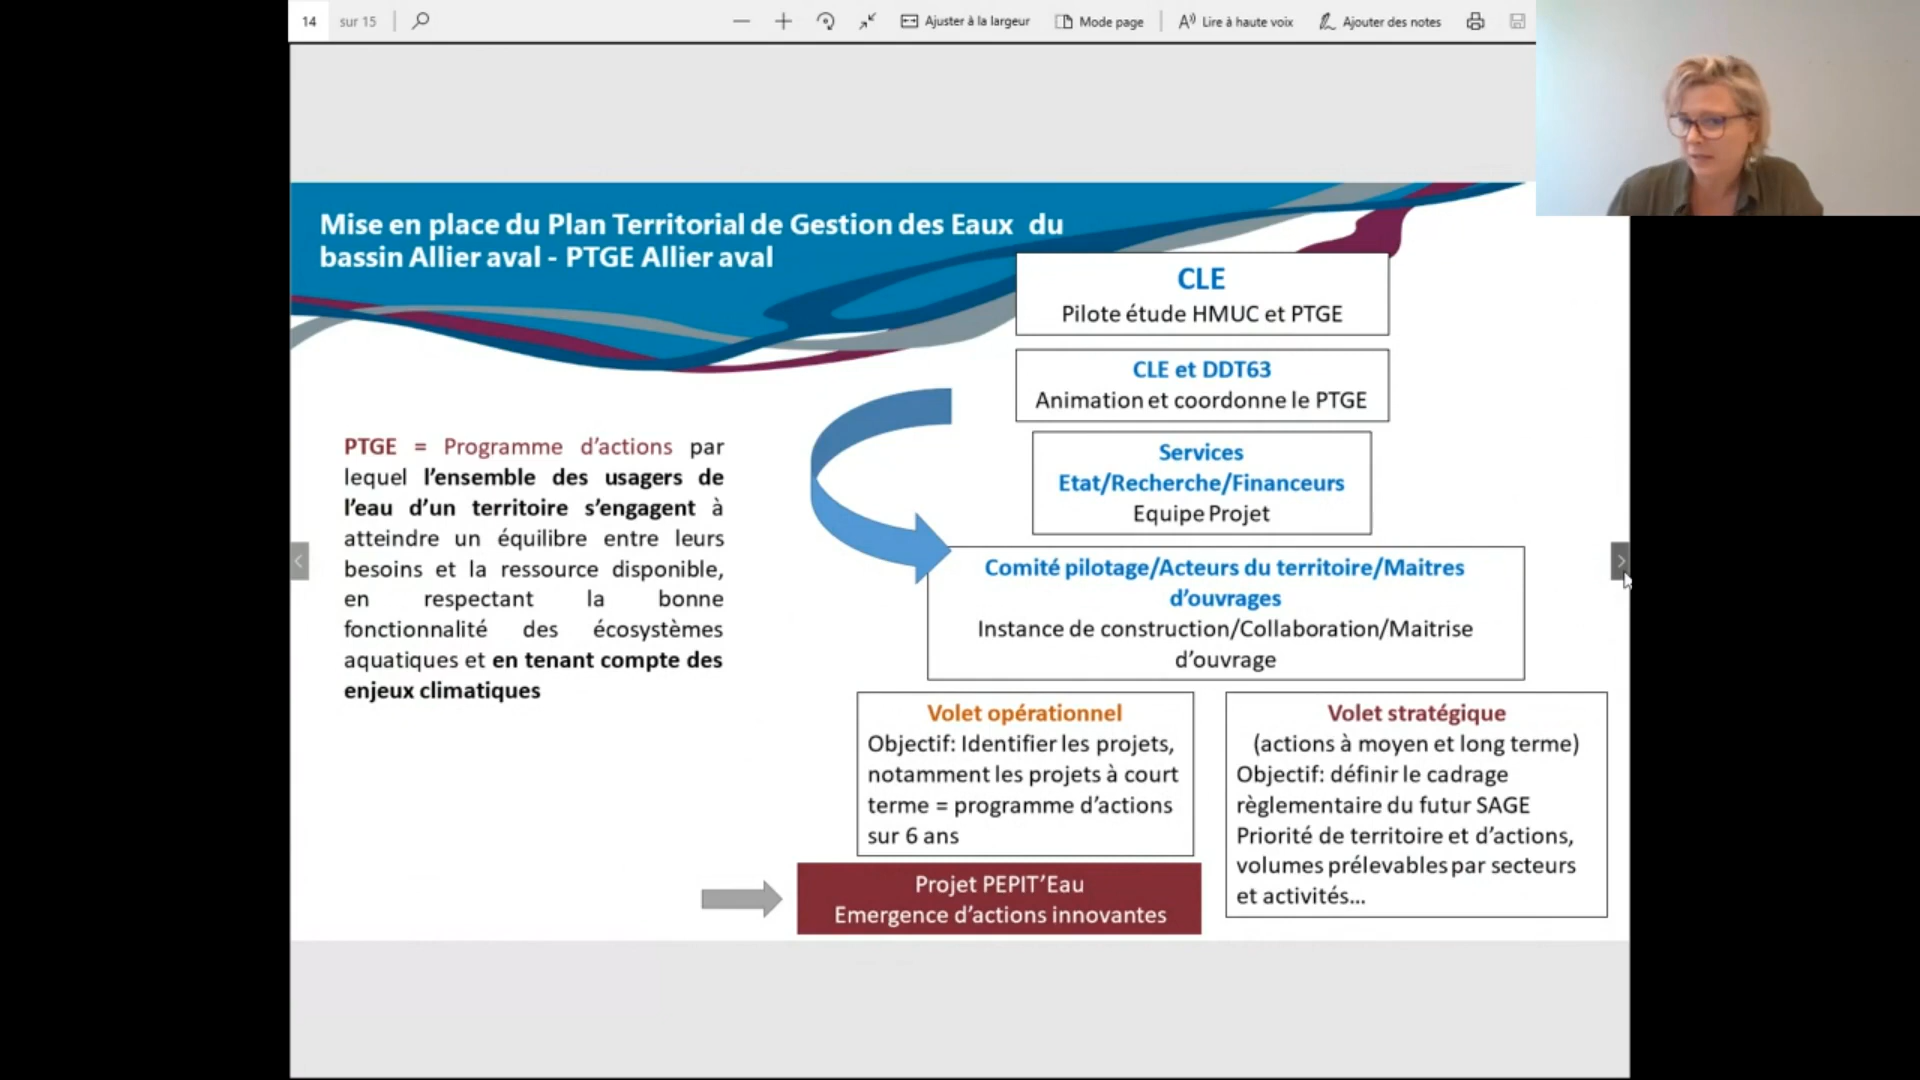 14 sur 15 Ajuster à la largeur Mode page Lire à haute voix Ajouter des notes
Mise en place du Plan Territorial de Gestion des Eaux du
bassin Allier aval - PTGE Allier aval
CLE
Pilote étude HMUC et PTGE
CLE et DDT63
Animation et coordonne le PTGE
Services
Etat/Recherche/Financeurs
Equipe Projet
PTGE = Programme d'actions par
lequel l'ensemble des usagers de
l'eau d'un territoire s'engagent à
atteindre un équilibre entre leurs
besoins et la ressource disponible,
en respectant la bonne
fonctionnalité des écosystèmes
aquatiques et en tenant compte des
enjeux climatiques
Comité pilotage/Acteurs du territoire/Maitres
d'ouvrages
Instance de construction/Collaboration/Maitrise
d'ouvrage
Volet opérationnel
Objectif: Identifier les projets,
notamment les projets à court
terme = programme d'actions
sur 6 ans
Volet stratégique
(actions à moyen et long terme)
Objectif: définir le cadrage
règlementaire du futur SAGE
Priorité de territoire et d'actions,
volumes prélevables par secteurs
et activités...
Projet PEPIT'Eau
Emergence d'actions innovantes